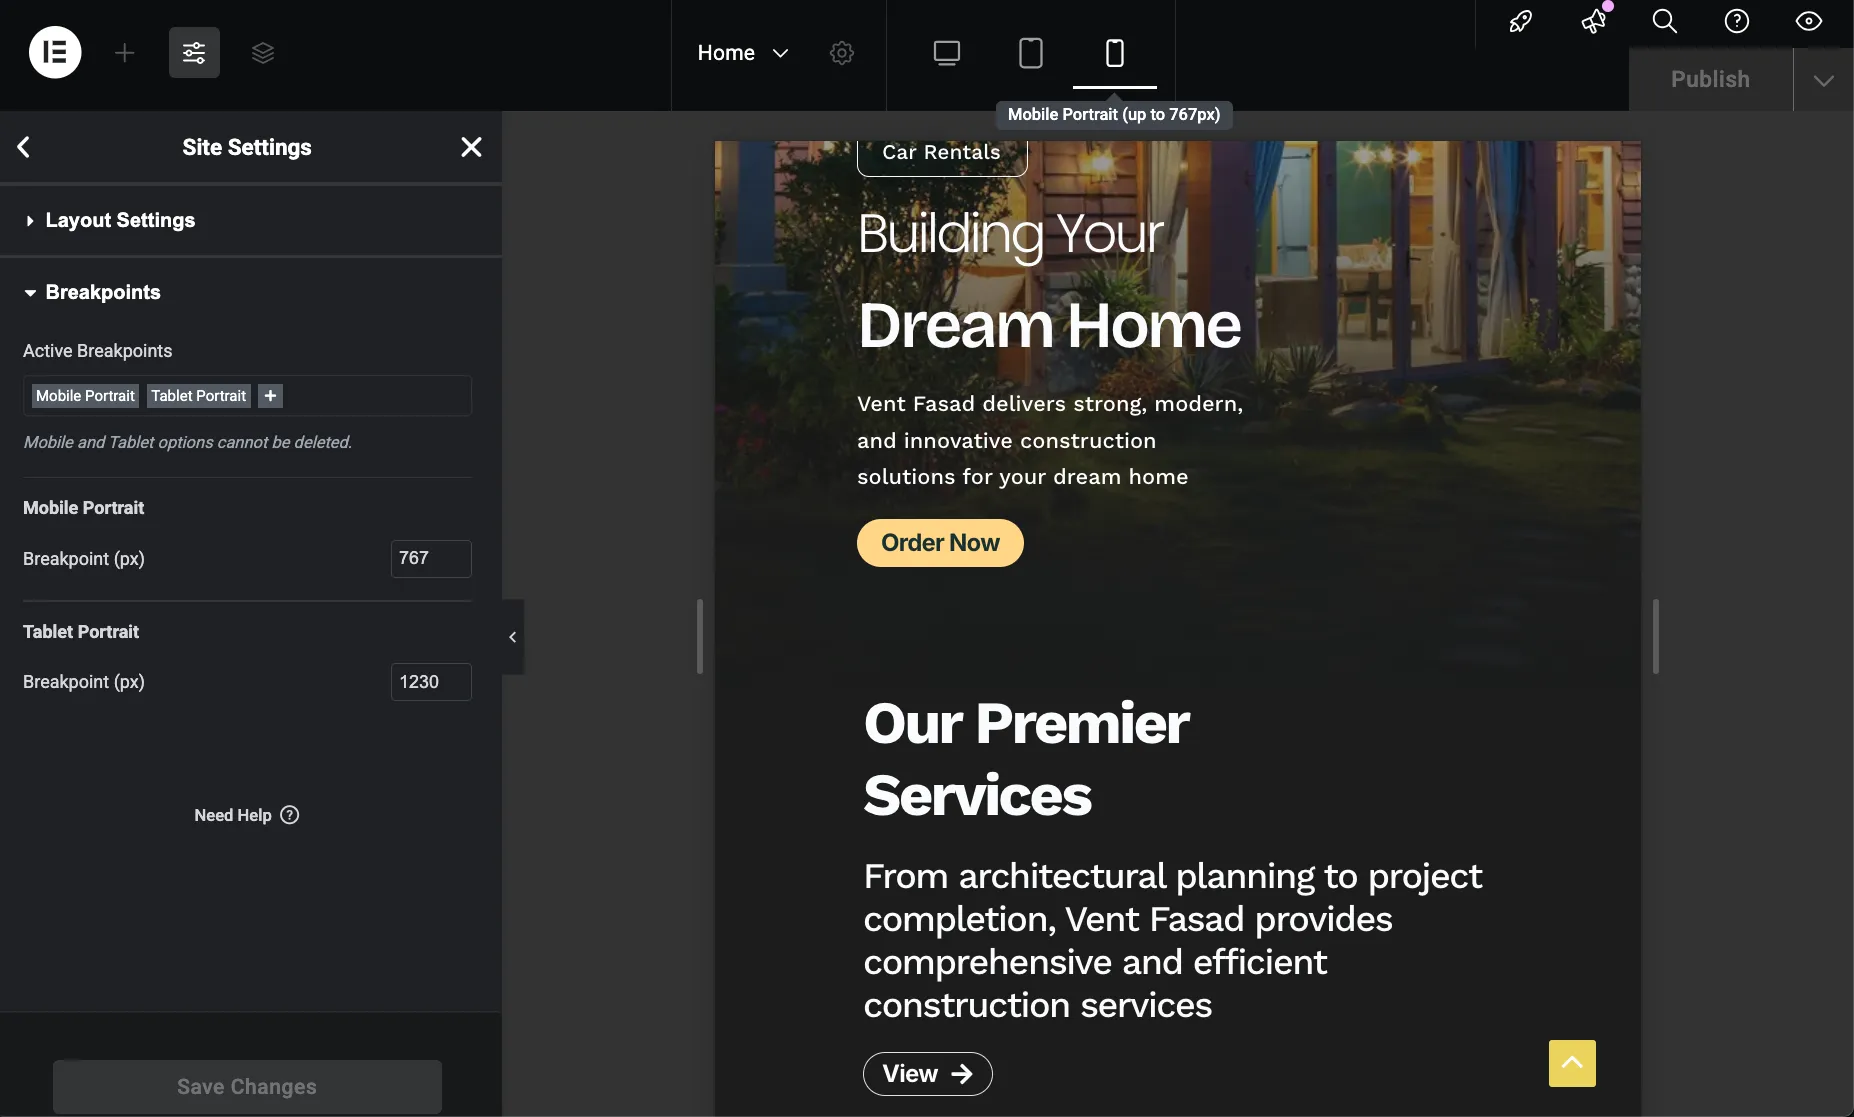 Home
Publish
Mobile Portrait (up to 767px)
Site Settings
Layout Settings
Breakpoints
Active Breakpoints
Mobile Portrait Tablet Portrait +
Mobile and Tablet options cannot be deleted.
Mobile Portrait
Breakpoint (px) 767
Tablet Portrait
Breakpoint (px) 1230
Need Help ?
Save Changes
Car Rentals
Building Your
Dream Home
Vent Fasad delivers strong, modern,
and innovative construction
solutions for your dream home
Order Now
Our Premier
Services
From architectural planning to project
completion, Vent Fasad provides
comprehensive and efficient
construction services
View →